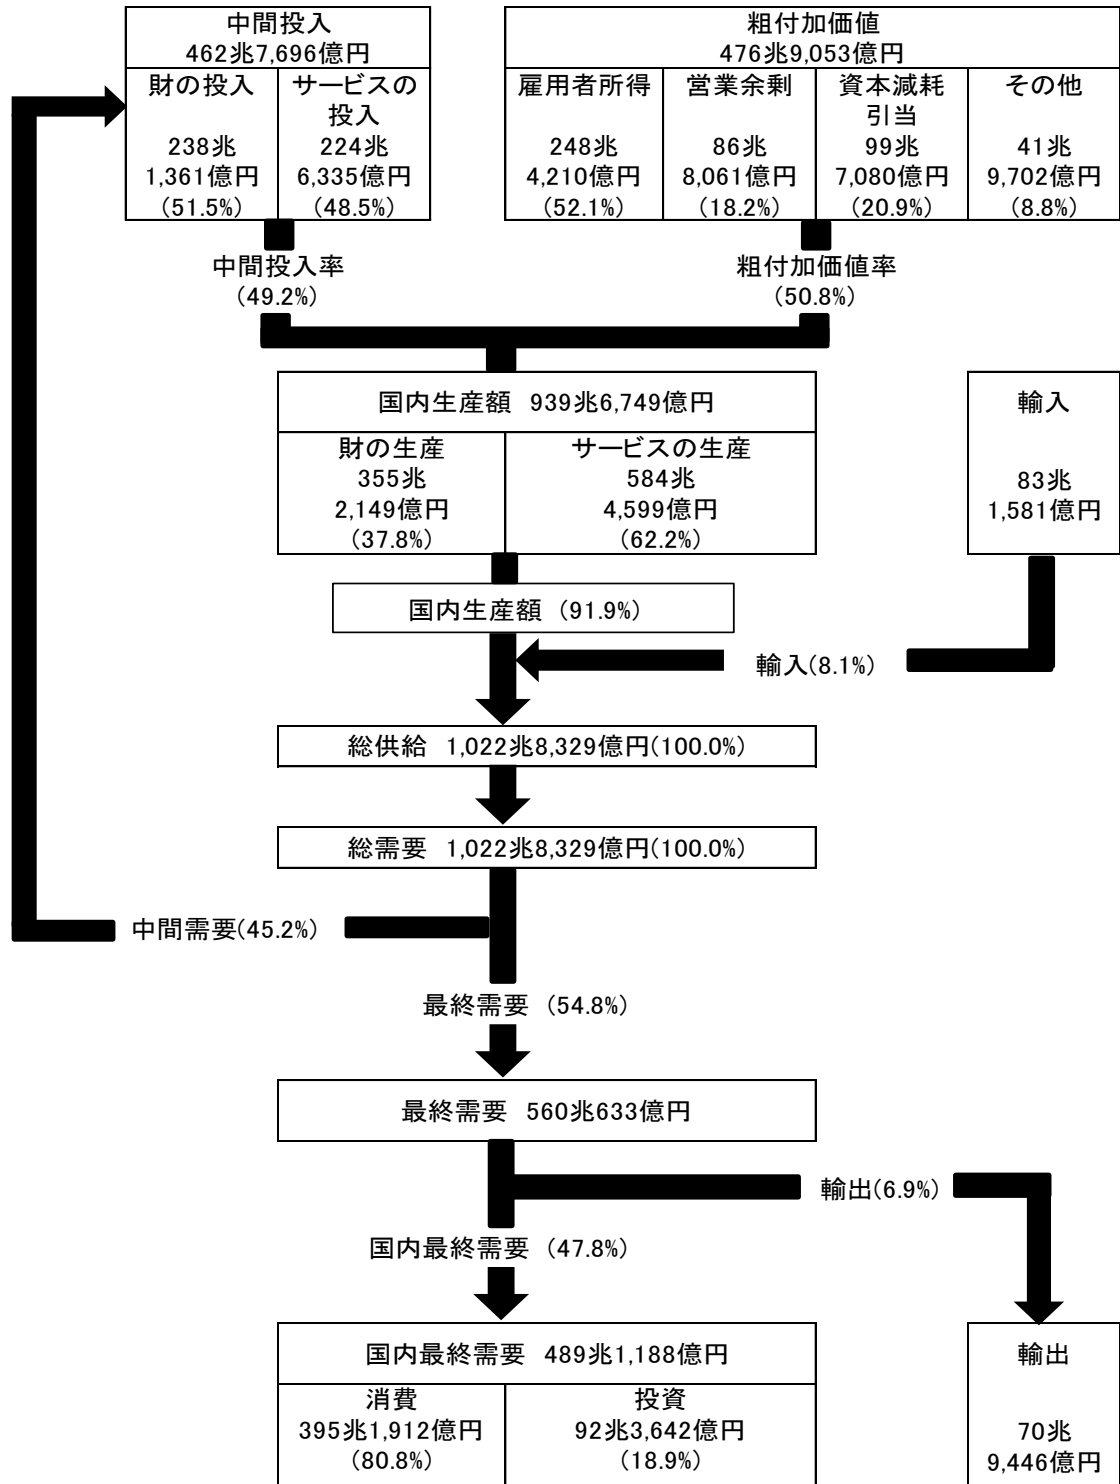 中間投入
462兆7,696億円
財の投入
238兆
1,361億円
(51.5%)
サービスの
投入
224兆
6,335億円
(48.5%)
粗付加価値
476兆9,053億円
雇用者所得
248兆
4,210億円
(52.1%)
営業余剰
86兆
8,061億円
(18.2%)
資本減耗
引当
99兆
7,080億円
(20.9%)
その他
41兆
9,702億円
(8.8%)
中間投入率
(49.2%)
粗付加価値率
(50.8%)
国内生産額 939兆6,749億円
財の生産
355兆
2,149億円
(37.8%)
サービスの生産
584兆
4,599億円
(62.2%)
輸入
83兆
1,581億円
国内生産額 (91.9%)
輸入(8.1%)
総供給 1,022兆8,329億円(100.0%)
総需要 1,022兆8,329億円(100.0%)
中間需要(45.2%)
最終需要 (54.8%)
最終需要 560兆633億円
輸出(6.9%)
国内最終需要 (47.8%)
国内最終需要 489兆1,188億円
消費
395兆1,912億円
(80.8%)
投資
92兆3,642億円
(18.9%)
輸出
70兆
9,446億円